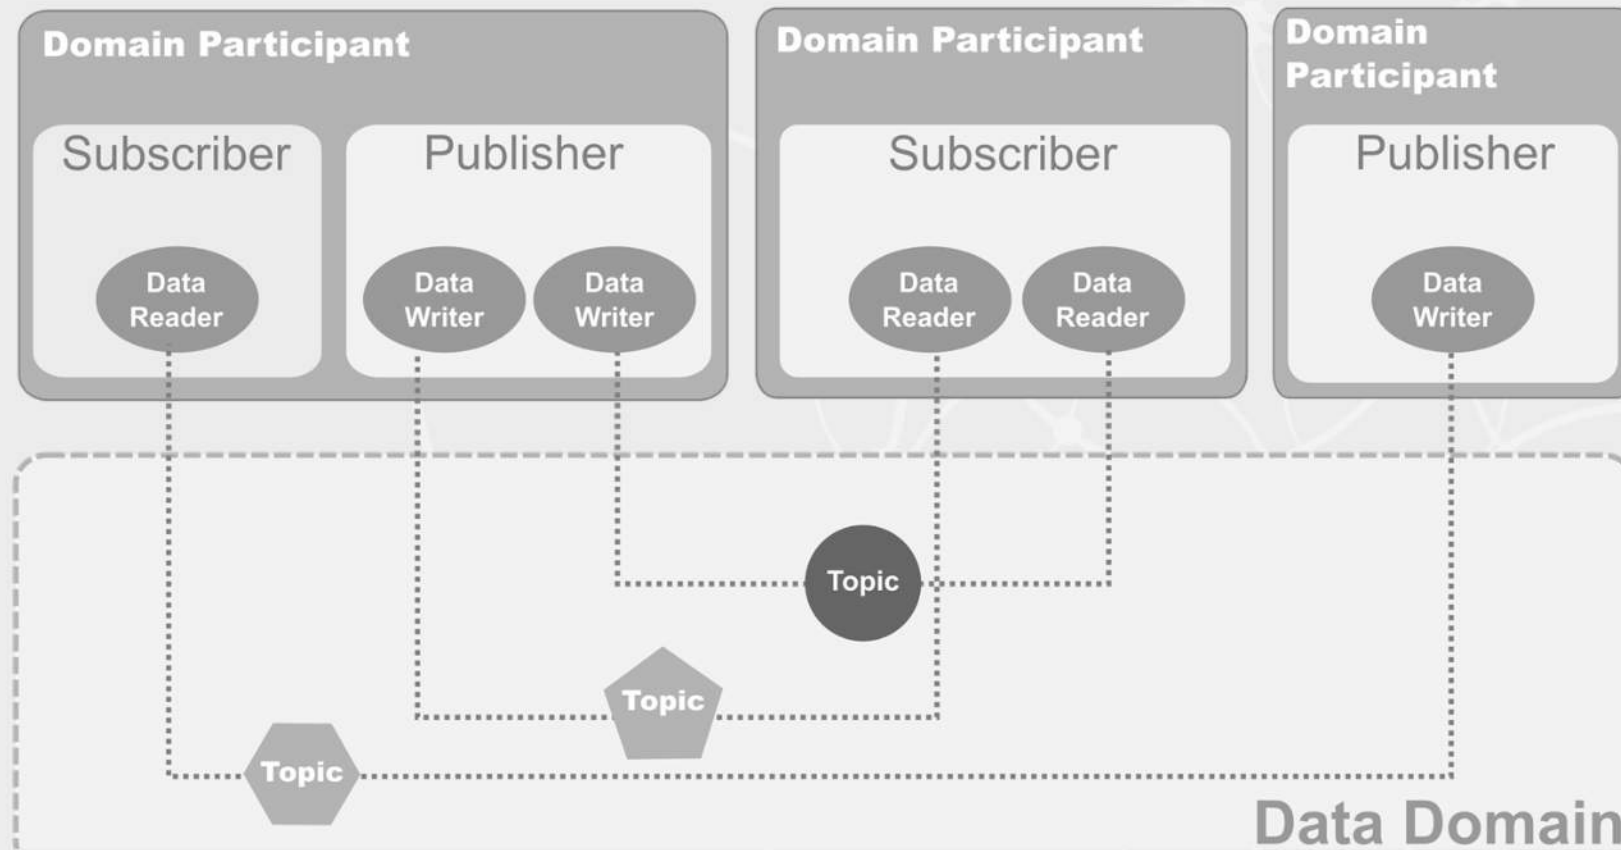 Domain Participant
Subscriber
Publisher
Data
Reader
Data
Writer
Data
Writer
Domain Participant
Subscriber
Data
Reader
Data
Reader
Domain
Participant
Publisher
Data
Writer
Topic
Topic
Topic
Data Domain